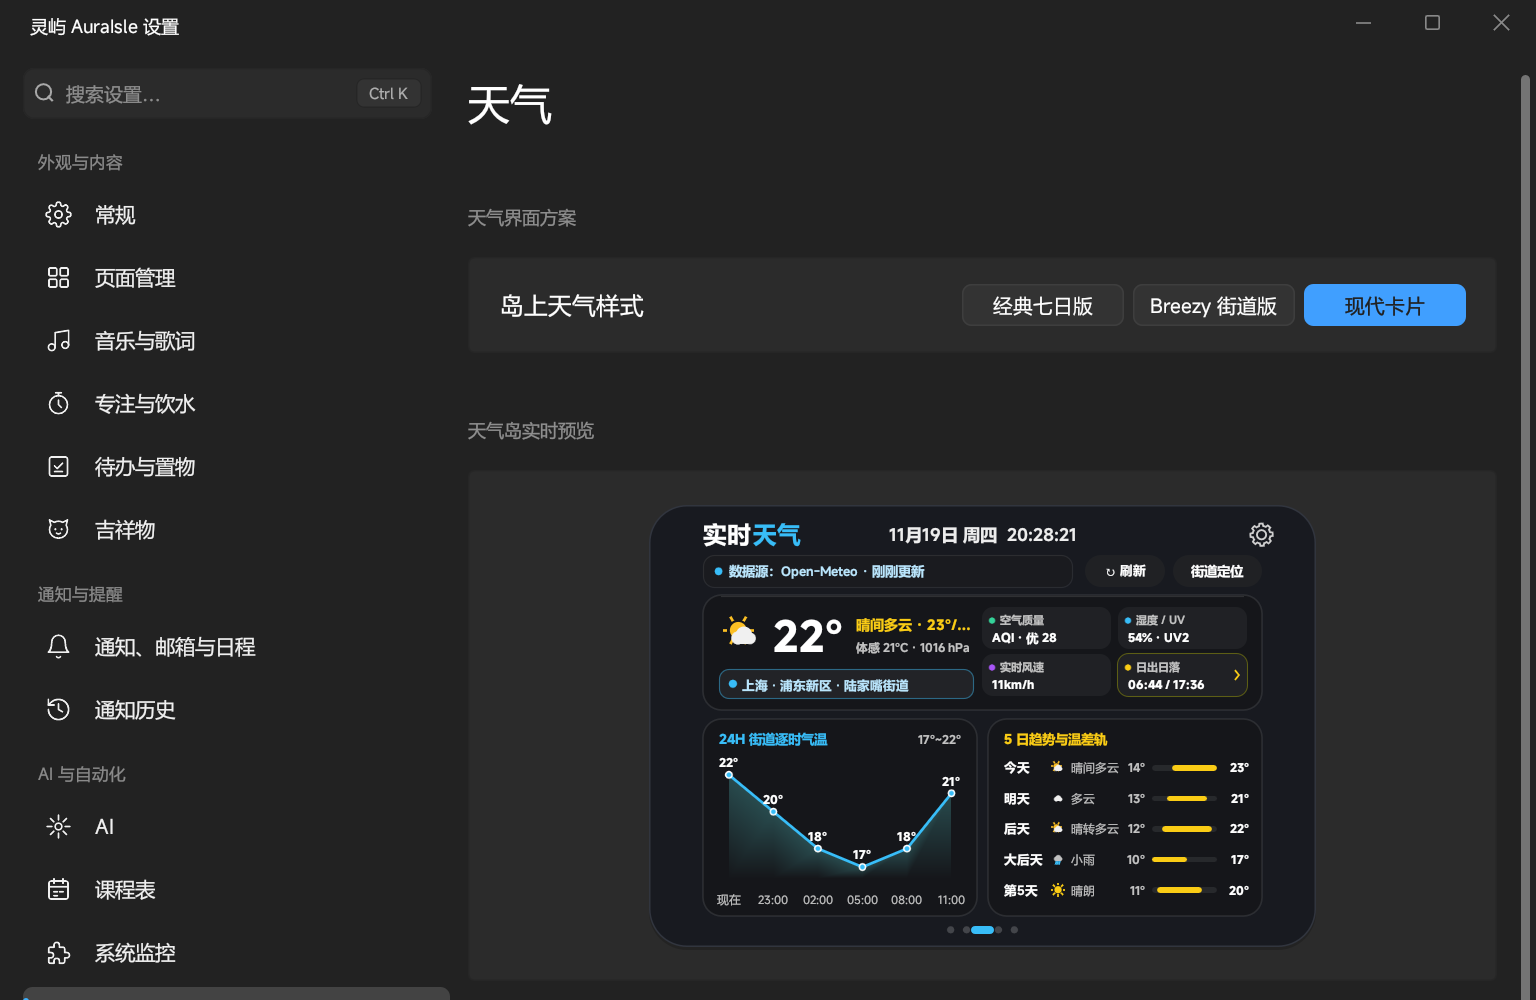 灵屿 AuraIsle 设置
搜索设置... Ctrl K
外观与内容
常规
页面管理
音乐与歌词
专注与饮水
待办与置物
吉祥物
通知与提醒
通知、邮箱与日程
通知历史
AI 与自动化
AI
课程表
系统监控
天气
天气界面方案
岛上天气样式 经典七日版 Breezy 街道版 现代卡片
天气岛实时预览
实时天气 11月19日 周四 20:28:21
数据源：Open-Meteo · 刚刚更新 ↻ 刷新 街道定位
22° 晴间多云 · 23°/...
体感 21°C · 1016 hPa
上海 · 浦东新区 · 陆家嘴街道
空气质量
AQI · 优 28
湿度 / UV
54% · UV2
实时风速
11km/h
日出日落
06:44 / 17:36
24H 街道逐时气温 17°~22°
22°
20°
18°
17°
18°
21°
现在 23:00 02:00 05:00 08:00 11:00
5 日趋势与温差轨
今天 晴间多云 14° 23°
明天 多云 13° 21°
后天 晴转多云 12° 22°
大后天 小雨 10° 17°
第5天 晴朗 11° 20°